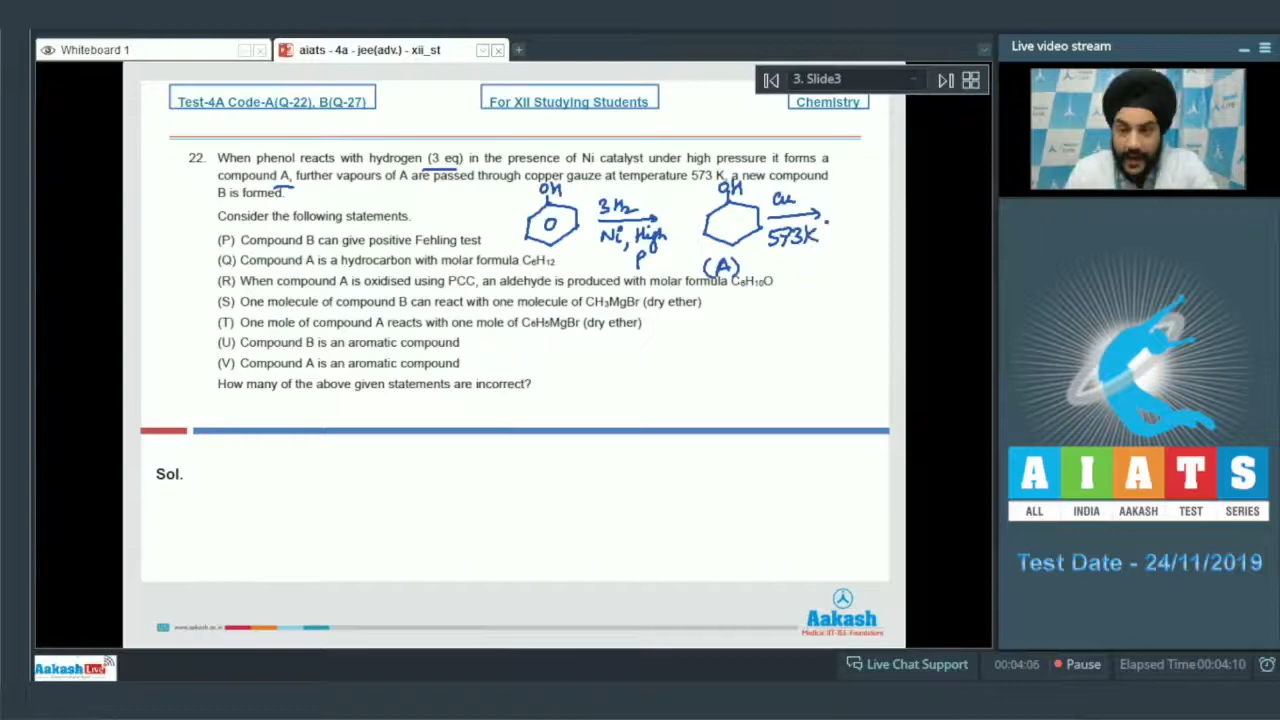 Whiteboard 1
aiats - 4a - jee(adv.) - xii_st
Live video stream
3. Slide3
Test-4A Code-A(Q-22), B(Q-27)
For XII Studying Students
Chemistry
22. When phenol reacts with hydrogen (3 eq) in the presence of Ni catalyst under high pressure it forms a
compound A, further vapours of A are passed through copper gauze at temperature 573 K, a new compound
B is formed.
OH
3H₂
Ni, High
P
OH
(A)
Cu
573K
Consider the following statements.
(P) Compound B can give positive Fehling test
(Q) Compound A is a hydrocarbon with molar formula C₆H₁₂
(R) When compound A is oxidised using PCC, an aldehyde is produced with molar formula C₆H₁₀O
(S) One molecule of compound B can react with one molecule of CH₃MgBr (dry ether)
(T) One mole of compound A reacts with one mole of C₆H₅MgBr (dry ether)
(U) Compound B is an aromatic compound
(V) Compound A is an aromatic compound
How many of the above given statements are incorrect?
Sol.
www.aakash.ac.in
Aakash
Medical|IIT-JEE|Foundations
AIATS
ALL INDIA AAKASH TEST SERIES
Test Date - 24/11/2019
Aakash Live
Live Chat Support
00:04:06
Pause
Elapsed Time 00:04:10